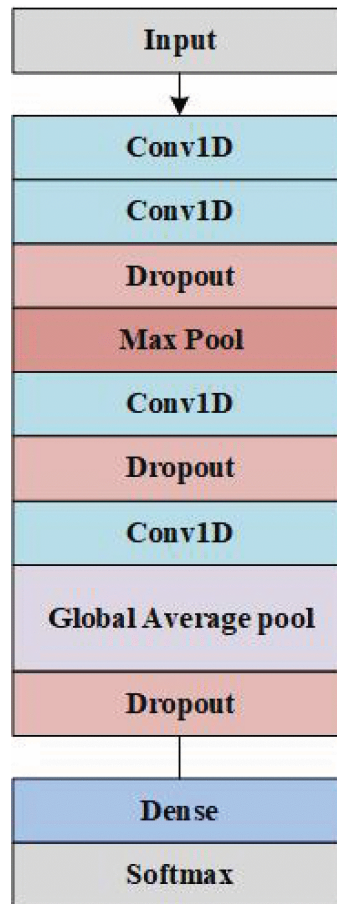 Input
Conv1D
Conv1D
Dropout
Max Pool
Conv1D
Dropout
Conv1D
Global Average pool
Dropout
Dense
Softmax